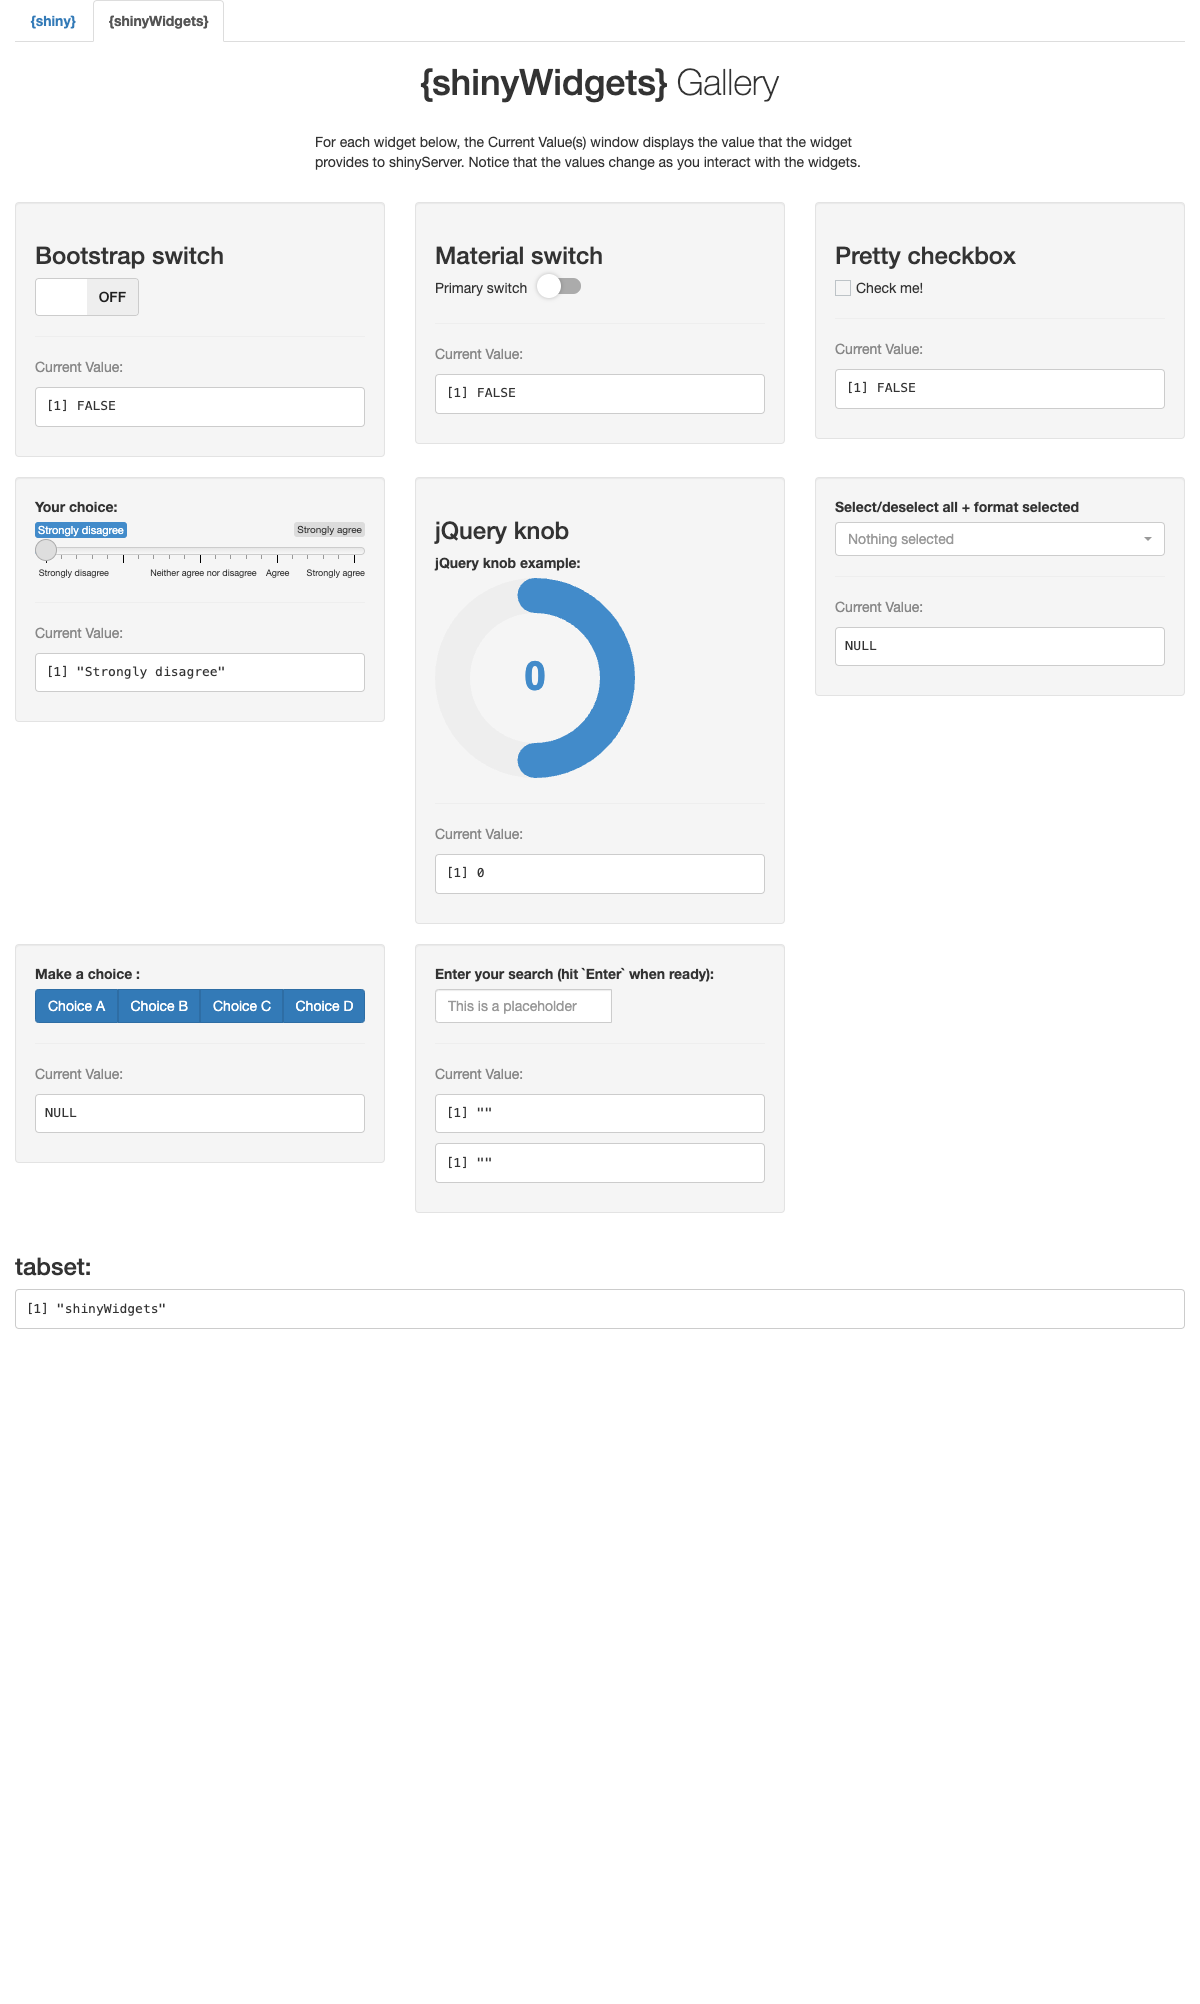 {shiny}
{shinyWidgets}
{shinyWidgets} Gallery
For each widget below, the Current Value(s) window displays the value that the widget
provides to shinyServer. Notice that the values change as you interact with the widgets.
Bootstrap switch
OFF
Current Value:
[1] FALSE
Material switch
Primary switch
Current Value:
[1] FALSE
Pretty checkbox
Check me!
Current Value:
[1] FALSE
Your choice:
Strongly disagree
Strongly agree
Strongly disagree
Neither agree nor disagree
Agree
Strongly agree
Current Value:
[1] "Strongly disagree"
jQuery knob
jQuery knob example:
0
Current Value:
[1] 0
Select/deselect all + format selected
Nothing selected
Current Value:
NULL
Make a choice :
Choice A
Choice B
Choice C
Choice D
Current Value:
NULL
Enter your search (hit `Enter` when ready):
This is a placeholder
Current Value:
[1] ""
[1] ""
tabset:
[1] "shinyWidgets"